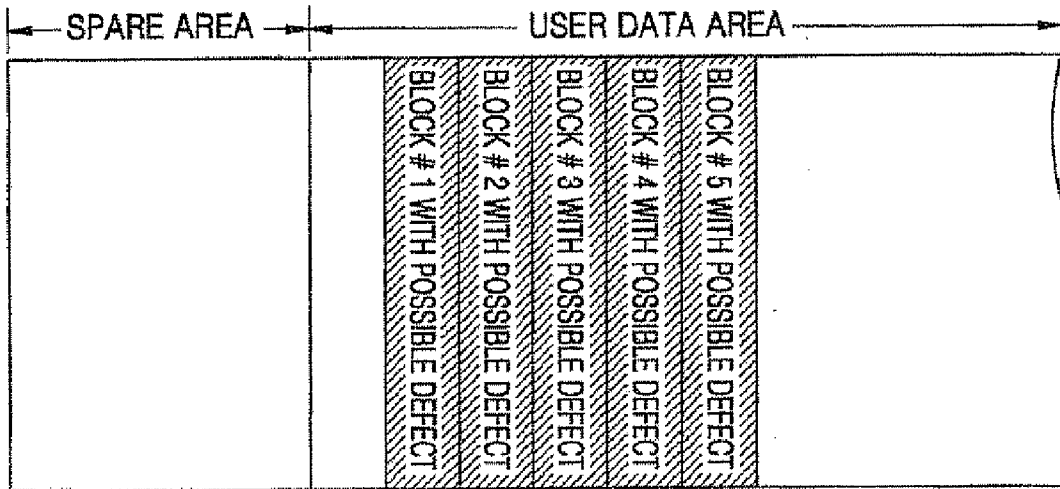 SPARE AREA
USER DATA AREA
BLOCK # 1 WITH POSSIBLE DEFECT
BLOCK # 2 WITH POSSIBLE DEFECT
BLOCK # 3 WITH POSSIBLE DEFECT
BLOCK # 4 WITH POSSIBLE DEFECT
BLOCK # 5 WITH POSSIBLE DEFECT